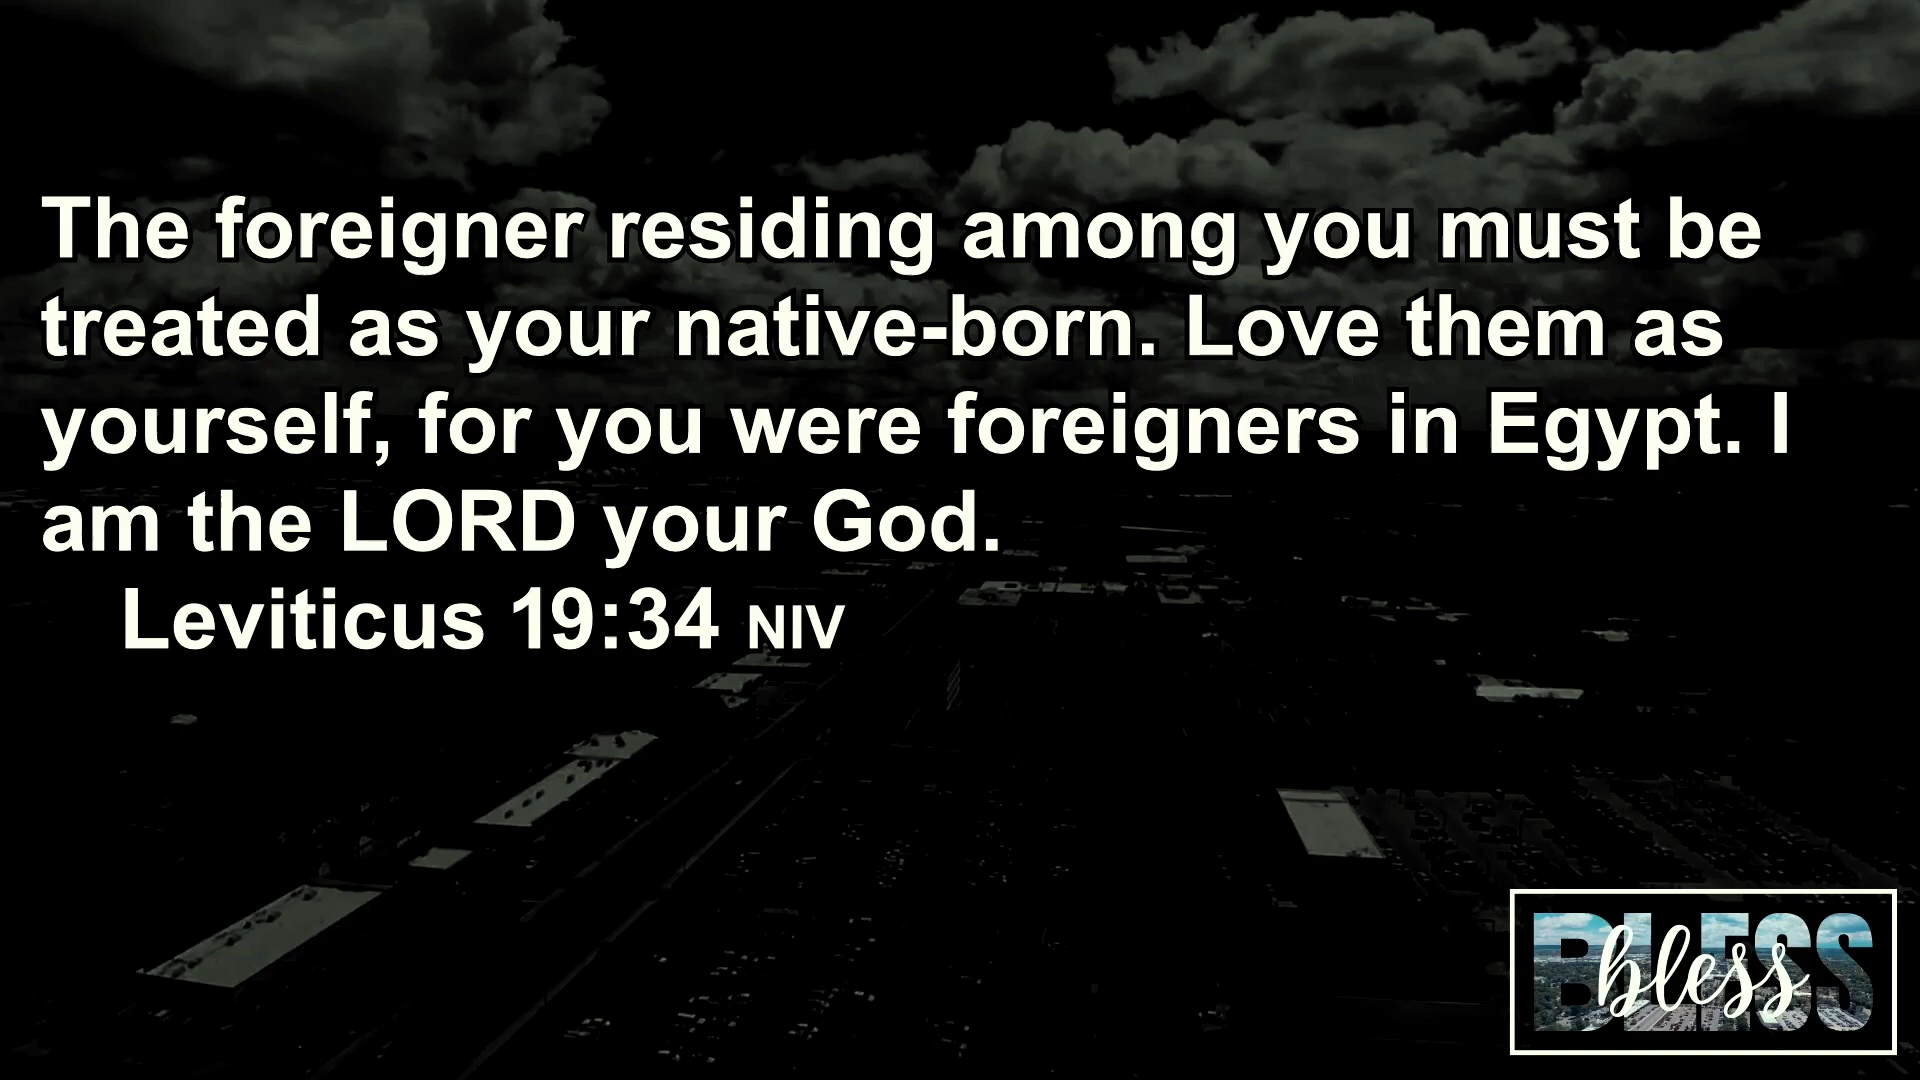 The foreigner residing among you must be
treated as your native-born. Love them as
yourself, for you were foreigners in Egypt. I
am the LORD your God.
Leviticus 19:34 NIV
BLESS
bless